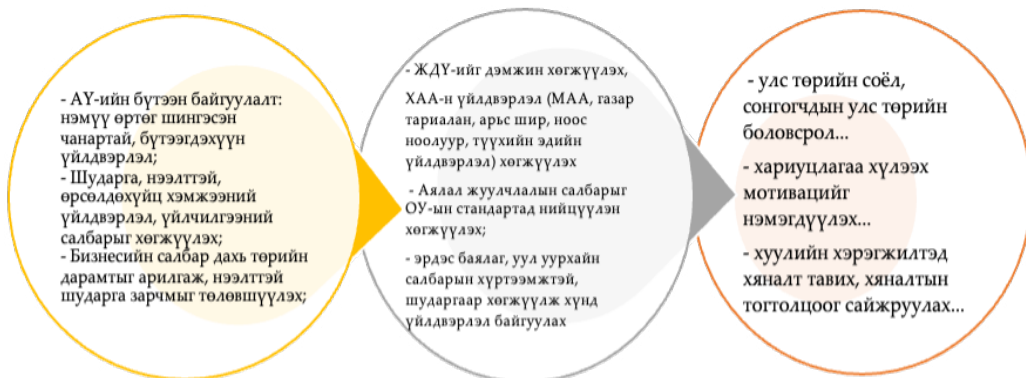 - АҮ-ийн бүтээн байгуулалт:
нэмүү өртөг шингэсэн
чанартай, бүтээгдэхүүн
үйлдвэрлэл;
- Шударга, нээлттэй,
өрсөлдөхүйц хэмжээний
үйлдвэрлэл, үйлчилгээний
салбарыг хөгжүүлэх;
- Бизнесийн салбар дахь төрийн
дарамтыг арилгаж, нээлттэй
шударга зарчмыг төлөвшүүлэх;
- ЖДҮ-ийг дэмжин хөгжүүлэх,
ХАА-н үйлдвэрлэл (МАА, газар
тариалан, арьс шир, ноос
ноолуур, түүхийн эдийн
үйлдвэрлэл) хөгжүүлэх
- Аялал жуулчлалын салбарыг
ОУ-ын стандартад нийцүүлэн
хөгжүүлэх;
- эрдэс баялаг, уул уурхайн
салбарын хүртээмжтэй,
шударгаар хөгжүүлж хүнд
үйлдвэрлэл байгуулах
- улс төрийн соёл,
сонгогчдын улс төрийн
боловсрол...
- хариуцлагаа хүлээх
мотивацийг
нэмэгдүүлэх...
- хуулийн хэрэгжилтэд
хяналт тавих, хяналтын
тогтолцоог сайжруулах...